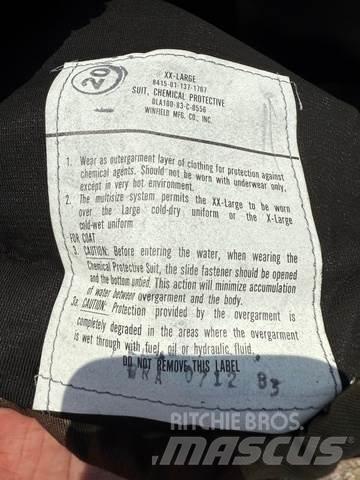 20
XX-LARGE
8415-01-137-1707
SUIT, CHEMICAL PROTECTIVE
DLA100-83-C-0556
WINFIELD MFG. CO., INC.
1. Wear as outergarment layer of clothing for protection against
chemical agents. Should not be worn with underwear only,
except in very hot environment.
2. The multisize system permits the XX-Large to be worn
over the Large cold-dry uniform or the X-Large
cold-wet uniform
FOR COAT
3. CAUTION: Before entering the water, when wearing the
Chemical Protective Suit, the slide fastener should be opened
and the bottom untied. This action will minimize accumulation
of water between overgarment and the body.
3a. CAUTION: Protection provided by the overgarment is
completely degraded in the areas where the overgarment
is wet through with fuel, oil or hydraulic fluid.
DO NOT REMOVE THIS LABEL
0712 83
RITCHIE BROS.
MASCUS